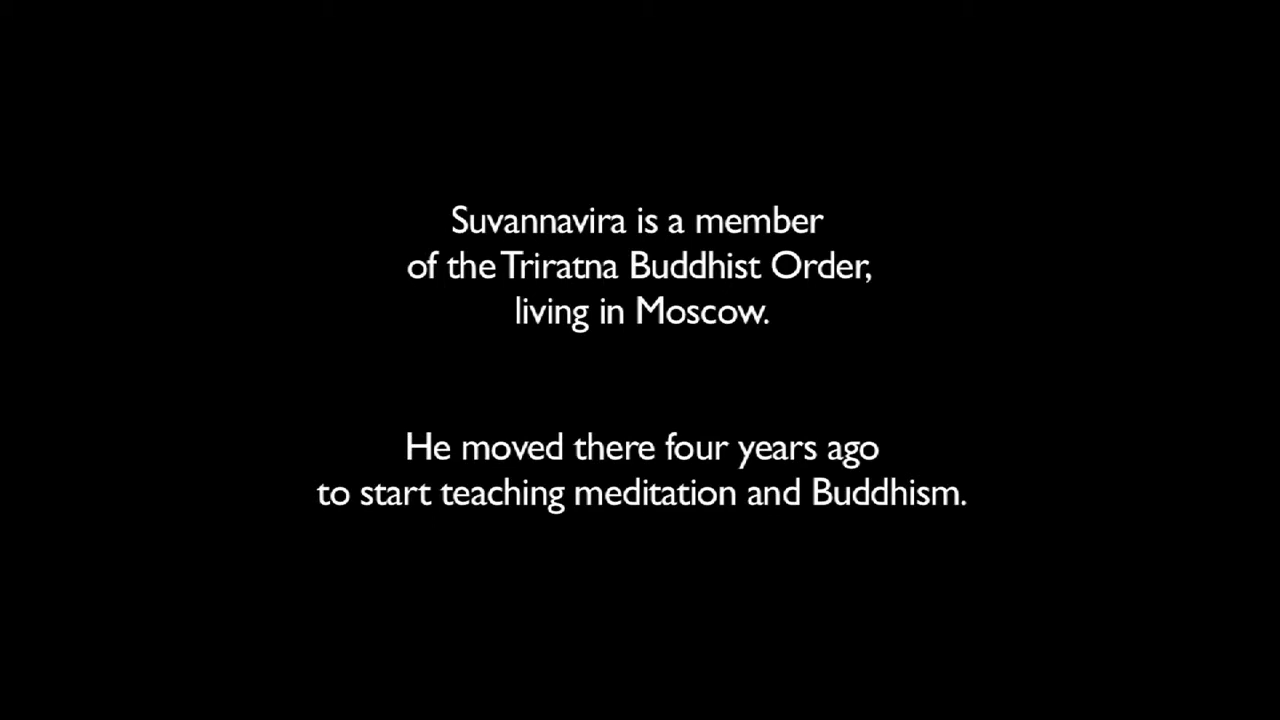 Suvannavira is a member
of the Triratna Buddhist Order,
living in Moscow.
He moved there four years ago
to start teaching meditation and Buddhism.